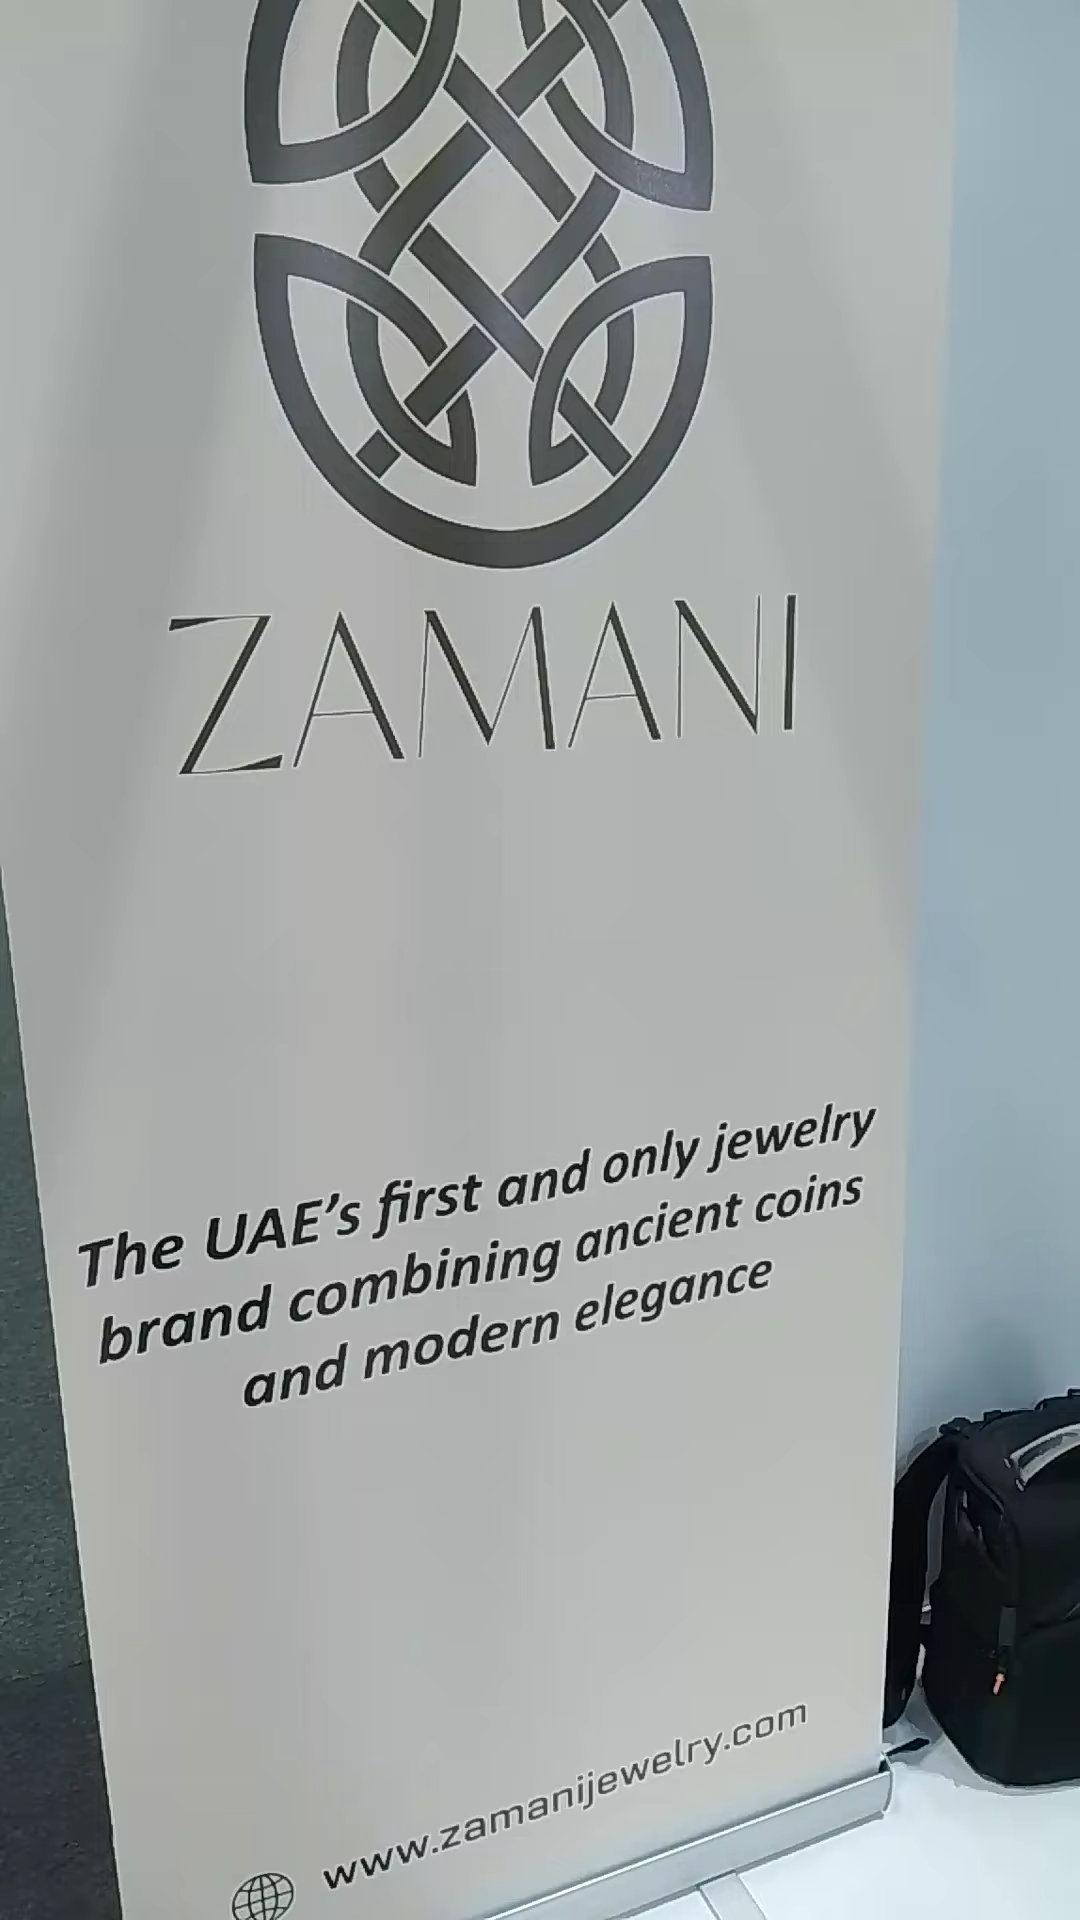 ZAMANI
The UAE's first and only jewelry
brand combining ancient coins
and modern elegance
www.zamanijewelry.com